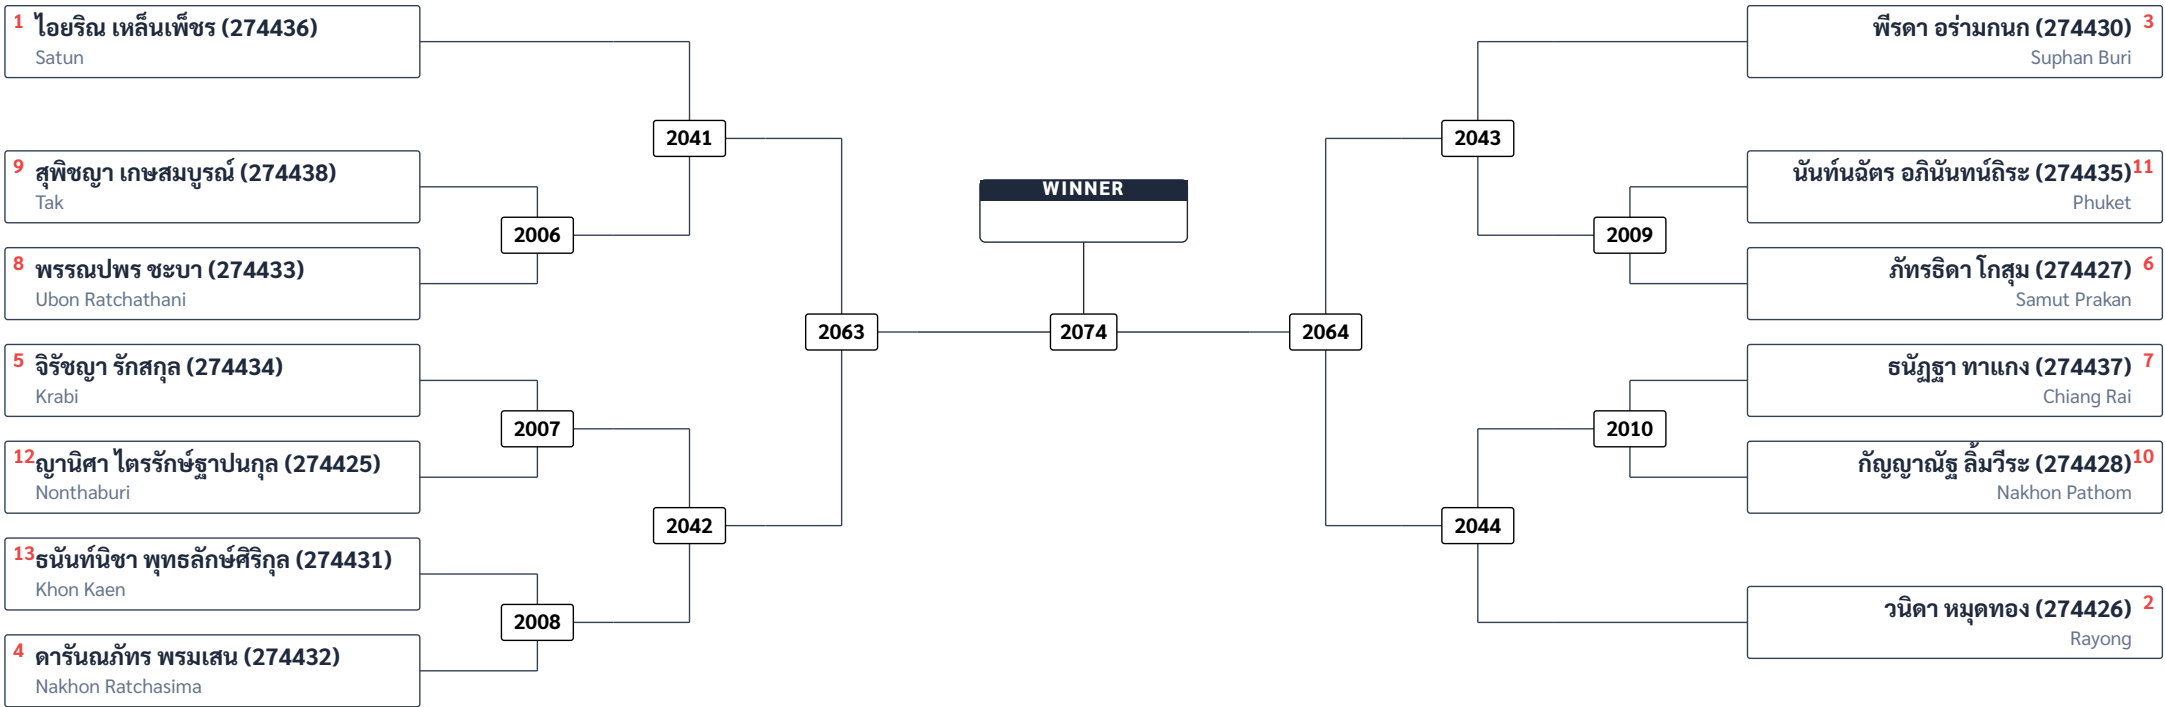 1 ไอยริณ เหล็นเพ็ชร (274436)
Satun
9 สุพิชญา เกษสมบูรณ์ (274438)
Tak
8 พรรณปพร ชะบา (274433)
Ubon Ratchathani
5 จิรัชญา รักสกุล (274434)
Krabi
12 ญานิศา ไตรรักษ์ฐาปนกุล (274425)
Nonthaburi
13 ธนันท์นิชา พุทธลักษ์ศิริกุล (274431)
Khon Kaen
4 ดารันณภัทร พรมเสน (274432)
Nakhon Ratchasima
2006
2007
2008
2041
2042
2063
WINNER
2074
2064
2043
2044
2009
2010
พีรดา อร่ามกนก (274430) 3
Suphan Buri
นันท์นฉัตร อภินันทน์ถิระ (274435) 11
Phuket
ภัทรธิดา โกสุม (274427) 6
Samut Prakan
ธนัฏฐา ทาแกง (274437) 7
Chiang Rai
กัญญาณัฐ ลิ้มวีระ (274428) 10
Nakhon Pathom
วนิดา หมุดทอง (274426) 2
Rayong